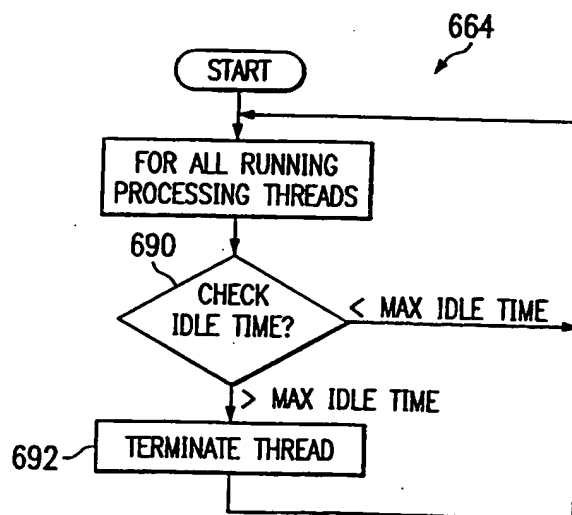 664
START
FOR ALL RUNNING
PROCESSING THREADS
690
CHECK
IDLE TIME?
< MAX IDLE TIME
> MAX IDLE TIME
692
TERMINATE THREAD